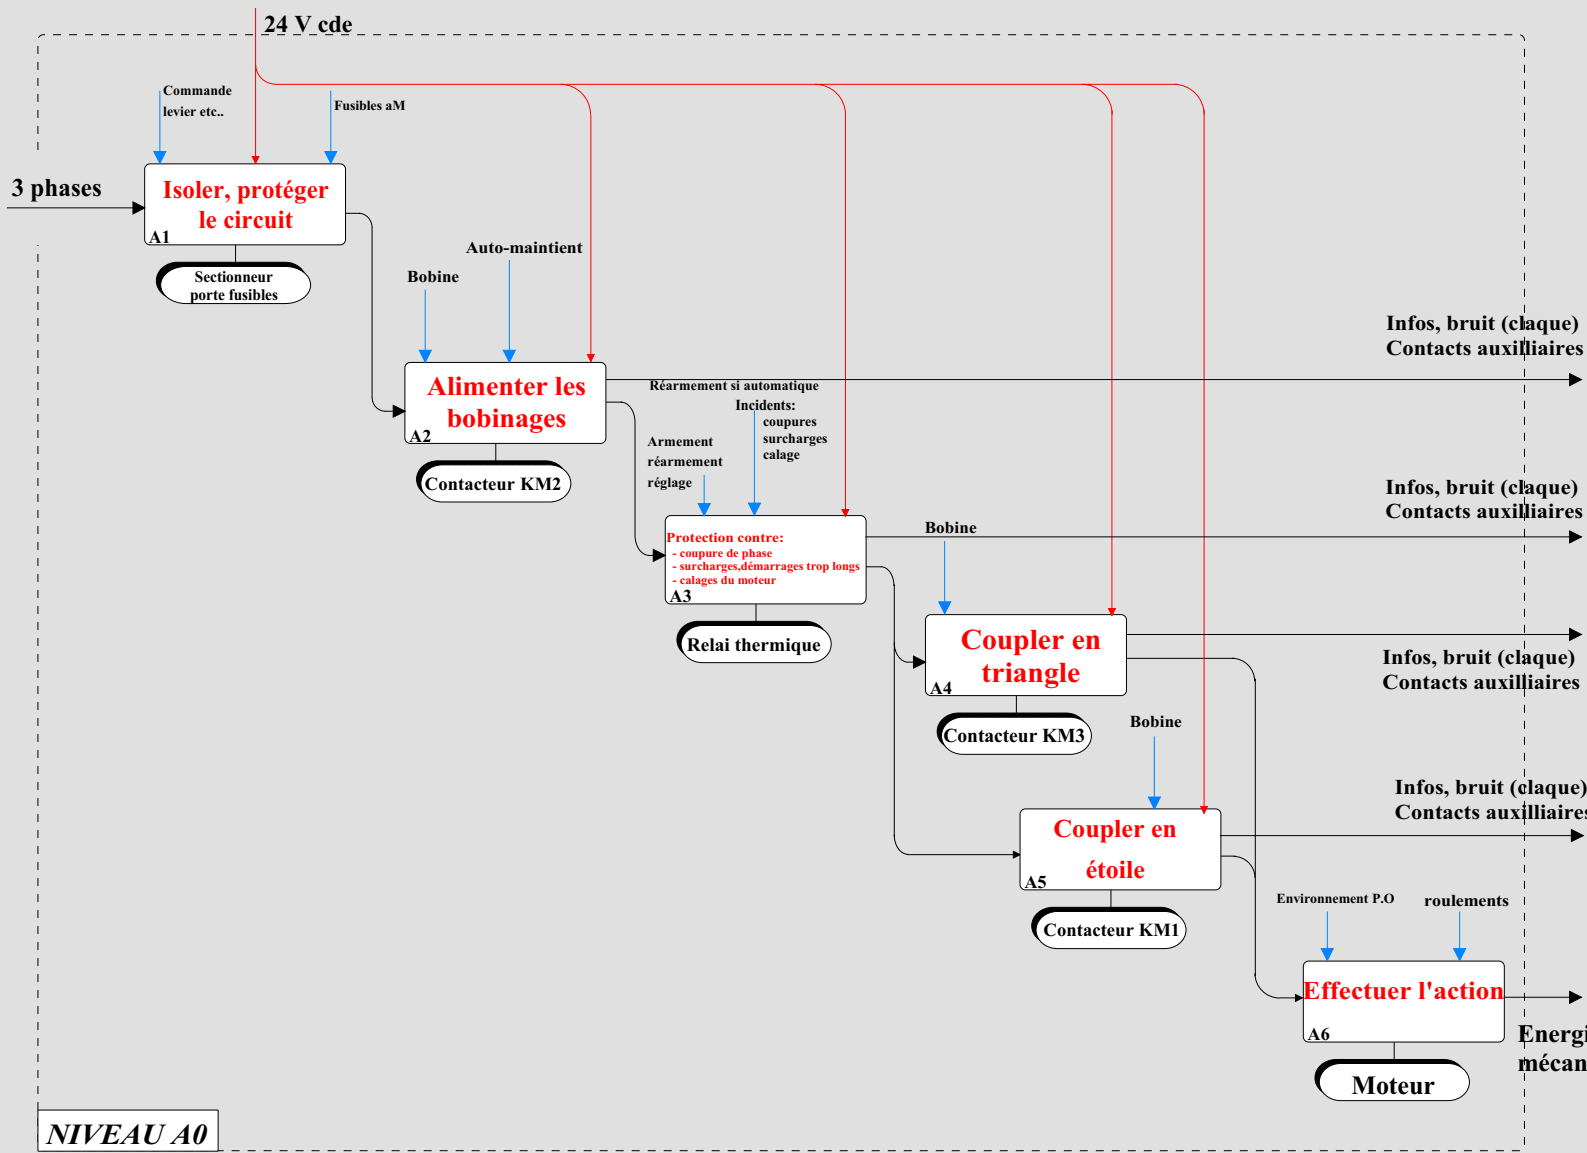 24 V cde
Commande
levier etc..
Fusibles aM
3 phases
Isoler, protéger
le circuit
A1
Sectionneur
porte fusibles
Auto-maintient
Bobine
Infos, bruit (claque)
Contacts auxilliaires
Alimenter les
bobinages
A2
Contacteur KM2
Réarmement si automatique
Incidents:
coupures
surcharges
calage
Armement
réarmement
réglage
Infos, bruit (claque)
Contacts auxilliaires
Protection contre:
- coupure de phase
- surcharges,démarrages trop longs
- calages du moteur
A3
Relai thermique
Bobine
Coupler en
triangle
A4
Contacteur KM3
Infos, bruit (claque)
Contacts auxilliaires
Bobine
Infos, bruit (claque)
Contacts auxilliaires
Coupler en
étoile
A5
Contacteur KM1
Environnement P.O
roulements
Effectuer l'action
A6
Moteur
Energi
mécan
NIVEAU A0